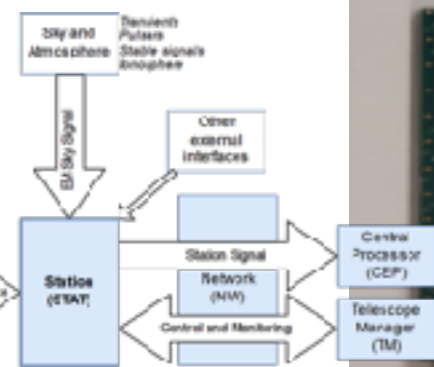 Sky and
Atmosphere
Transients
Pulsars
Stable signals
Ionosphere
EM Sky Signal
Other
external
interfaces
Station
(STAT)
Station Signal
Network
(NW)
Control and Monitoring
Central
Processor
(CEP)
Telescope
Manager
(TM)